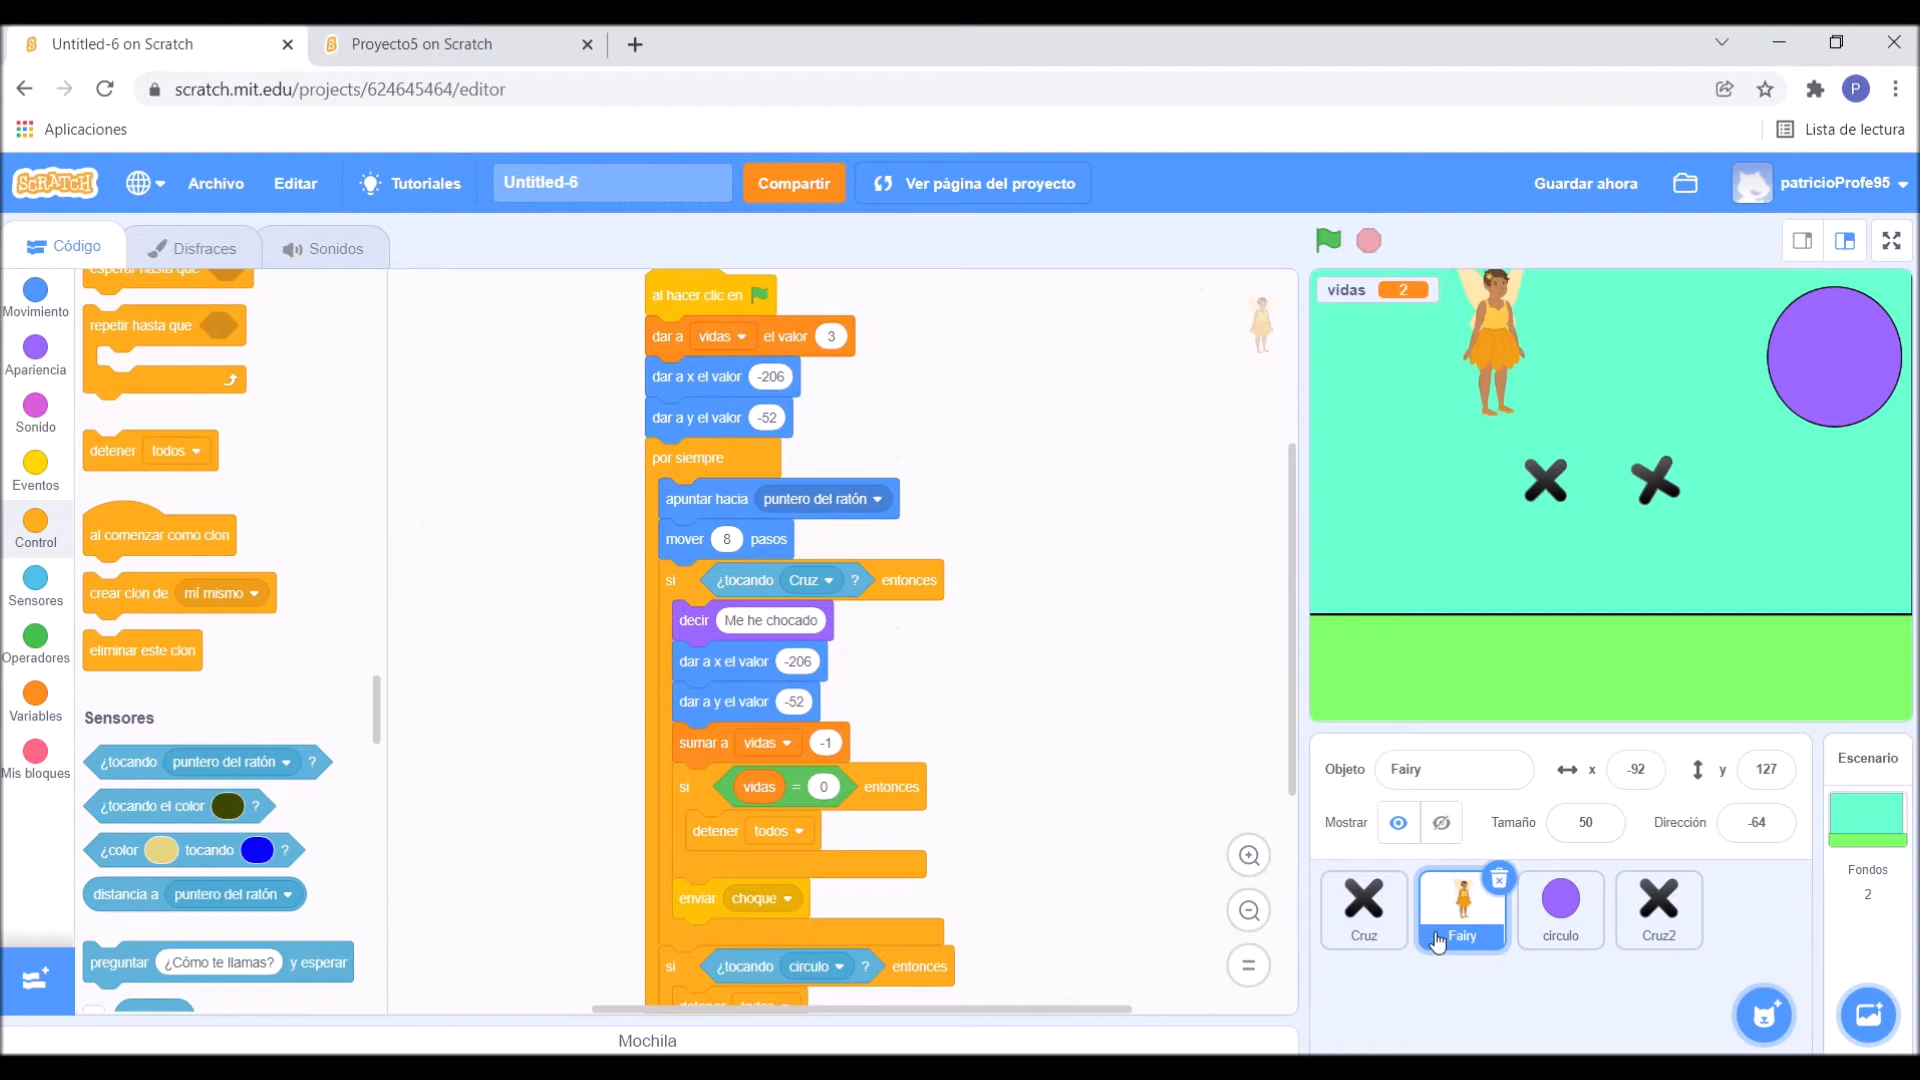 Untitled-6 on Scratch
Proyecto5 on Scratch
scratch.mit.edu/projects/624645464/editor
P
Aplicaciones
Lista de lectura
SCRATCH
Archivo
Editar
Tutoriales
Untitled-6
Compartir
Ver página del proyecto
Guardar ahora
patricioProfe95
Código
Disfraces
Sonidos
Movimiento
Apariencia
Sonido
Eventos
Control
Sensores
Operadores
Variables
Mis bloques
esperar hasta que
repetir hasta que
detener todos
al comenzar como clon
crear clon de mí mismo
eliminar este clon
Sensores
¿tocando puntero del ratón ?
¿tocando el color ?
¿color tocando ?
distancia a puntero del ratón
preguntar ¿Cómo te llamas? y esperar
al hacer clic en
dar a vidas el valor 3
dar a x el valor -206
dar a y el valor -52
por siempre
apuntar hacia puntero del ratón
mover 8 pasos
si ¿tocando Cruz ? entonces
decir Me he chocado
dar a x el valor -206
dar a y el valor -52
sumar a vidas -1
si vidas = 0 entonces
detener todos
enviar choque
si ¿tocando circulo ? entonces
detener todos
Mochila
vidas 2
Objeto Fairy x -92 y 127
Mostrar Tamaño 50 Dirección -64
Cruz
Fairy
circulo
Cruz2
Escenario
Fondos
2